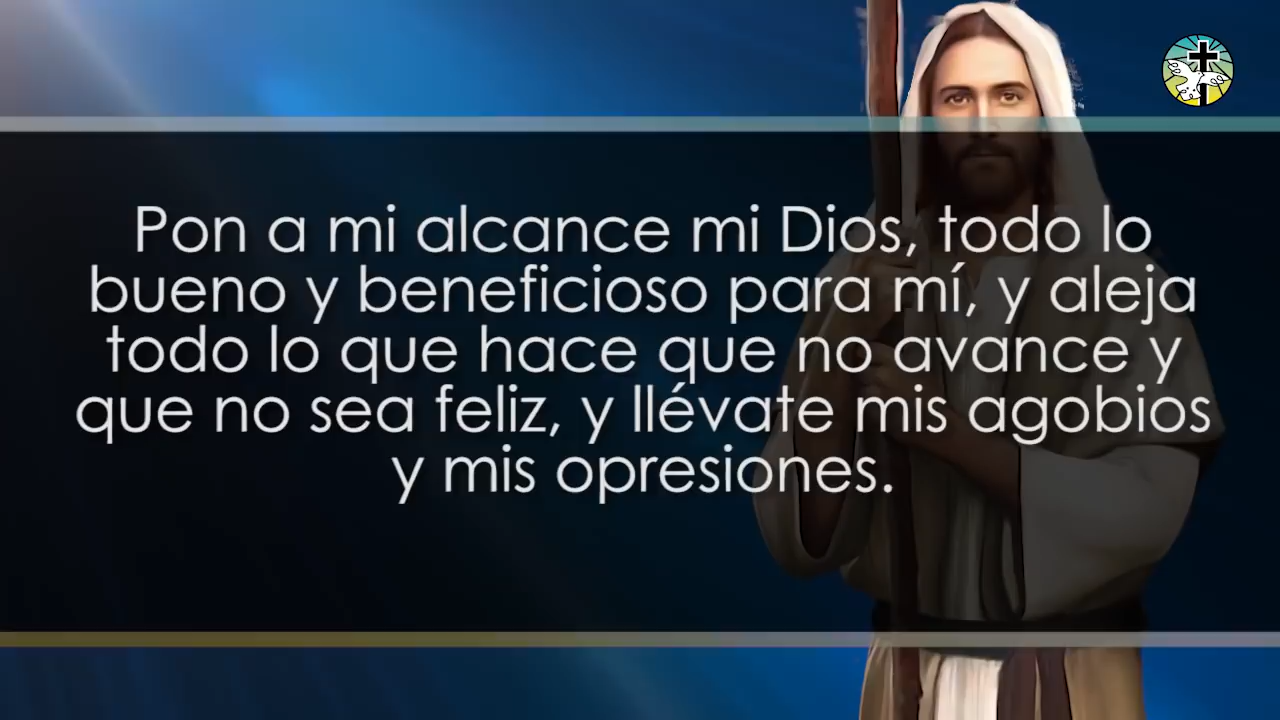 Pon a mi alcance mi Dios, todo lo
bueno y beneficioso para mí, y aleja
todo lo que hace que no avance y
que no sea feliz, y llévate mis agobios
y mis opresiones.